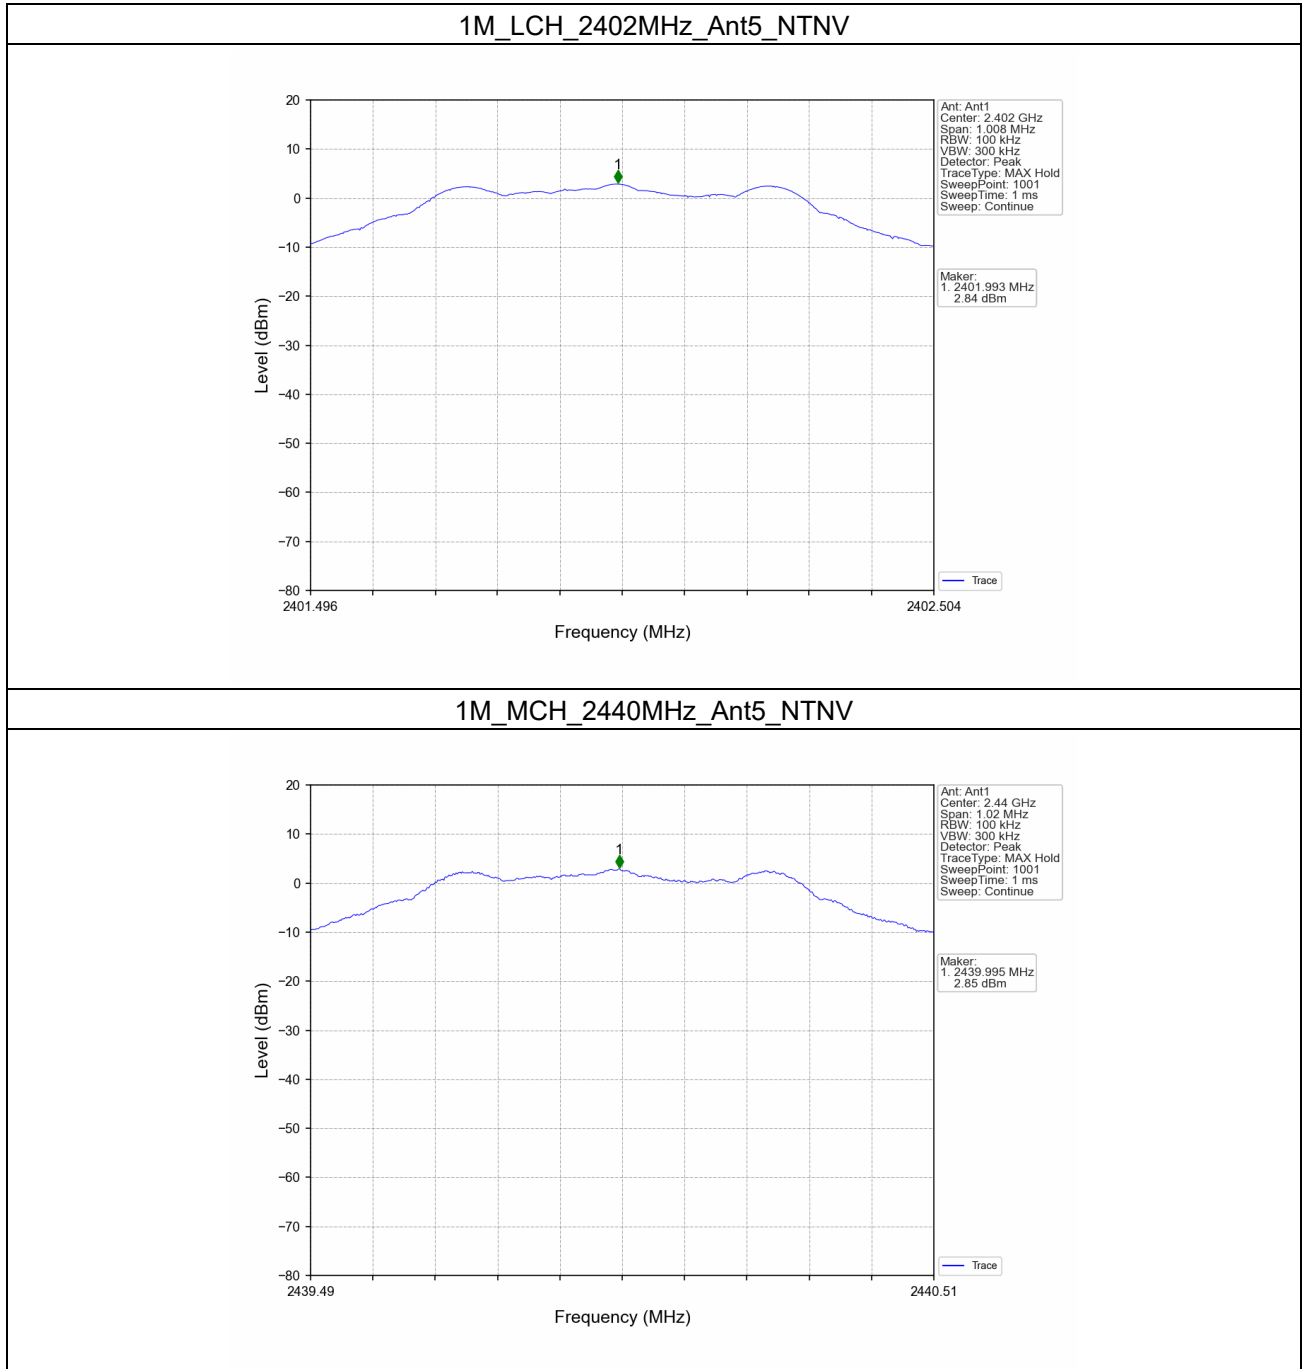 1M_LCH_2402MHz_Ant5_NTNV
20
10
0
−10
−20
−30
−40
−50
−60
−70
−80
Level (dBm)
1
2401.496
2402.504
Frequency (MHz)
Ant: Ant1
Center: 2.402 GHz
Span: 1.008 MHz
RBW: 100 kHz
VBW: 300 kHz
Detector: Peak
TraceType: MAX Hold
SweepPoint: 1001
SweepTime: 1 ms
Sweep: Continue
Maker:
1. 2401.993 MHz
2.84 dBm
Trace
1M_MCH_2440MHz_Ant5_NTNV
20
10
0
−10
−20
−30
−40
−50
−60
−70
−80
Level (dBm)
1
2439.49
2440.51
Frequency (MHz)
Ant: Ant1
Center: 2.44 GHz
Span: 1.02 MHz
RBW: 100 kHz
VBW: 300 kHz
Detector: Peak
TraceType: MAX Hold
SweepPoint: 1001
SweepTime: 1 ms
Sweep: Continue
Maker:
1. 2439.995 MHz
2.85 dBm
Trace